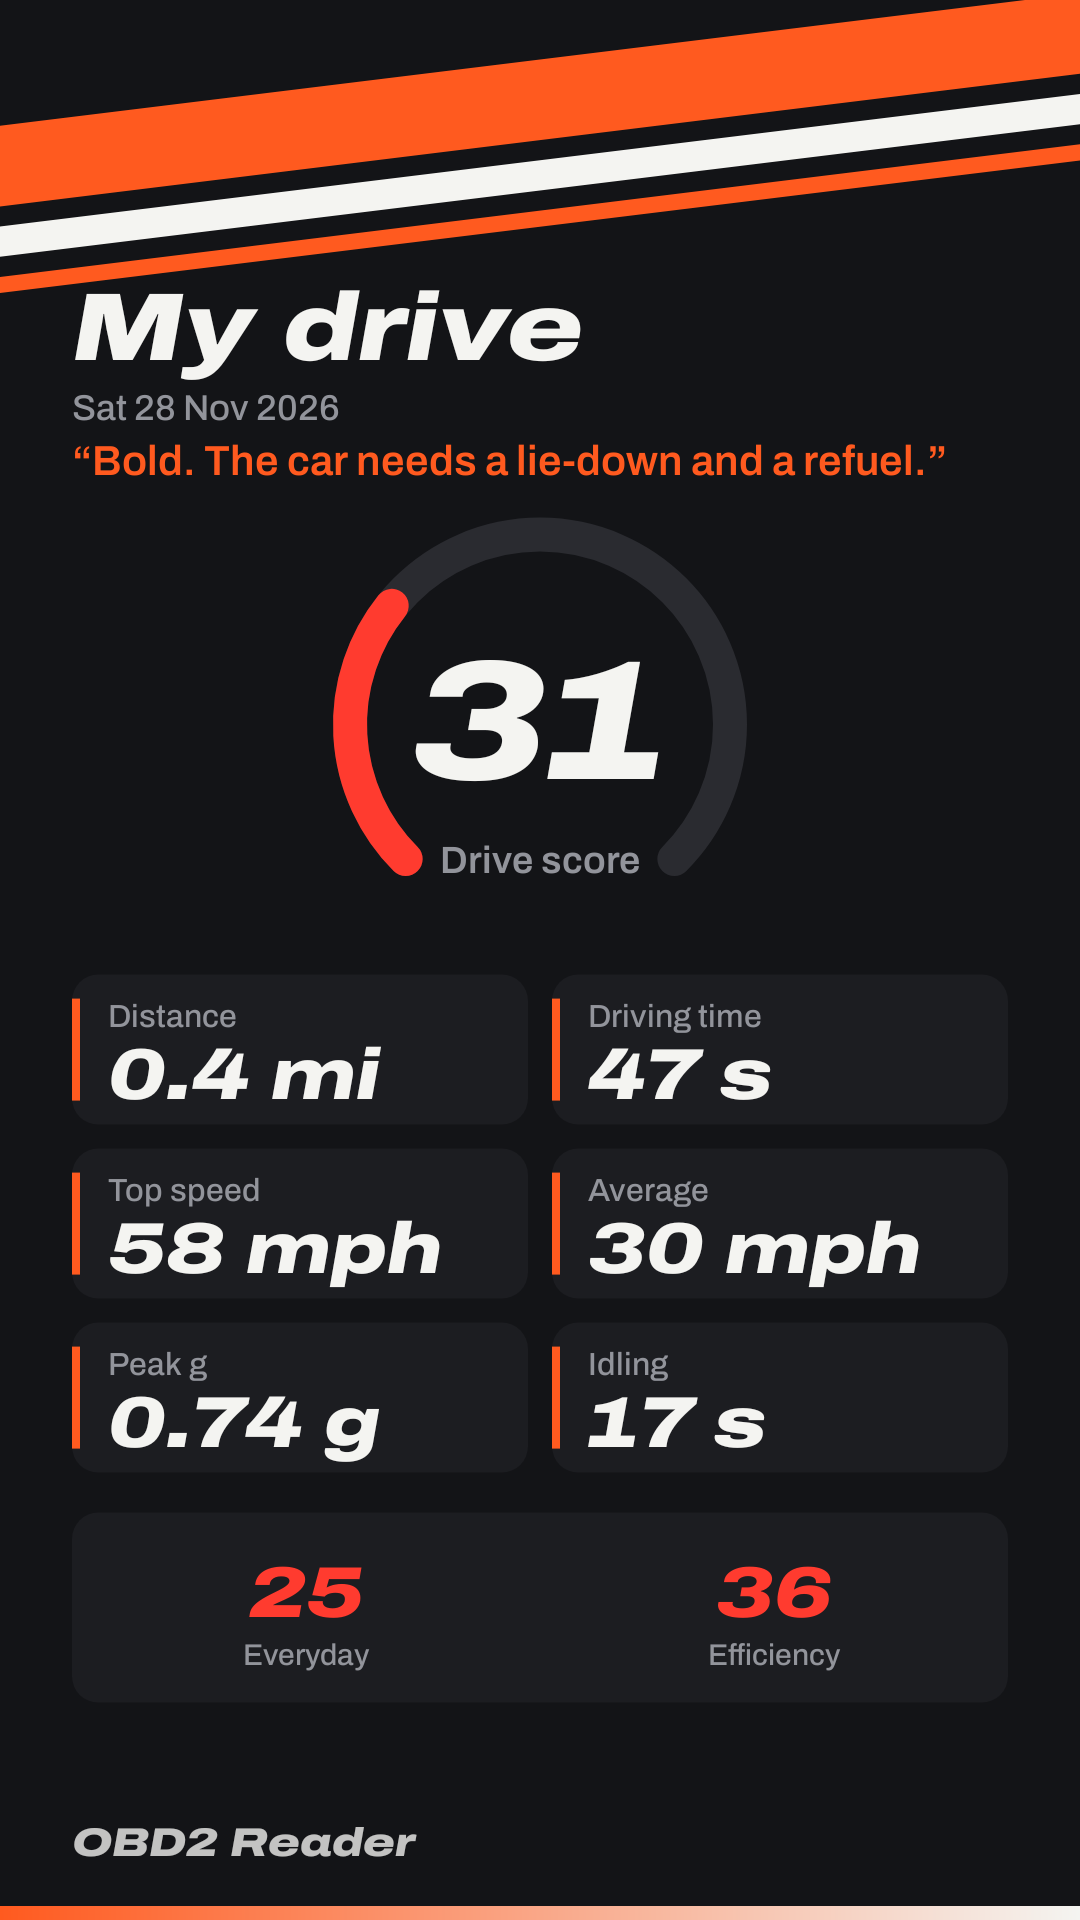 My drive
Sat 28 Nov 2026
“Bold. The car needs a lie-down and a refuel.”
31
Drive score
Distance
0.4 mi
Driving time
47 s
Top speed
58 mph
Average
30 mph
Peak g
0.74 g
Idling
17 s
25
Everyday
36
Efficiency
OBD2 Reader